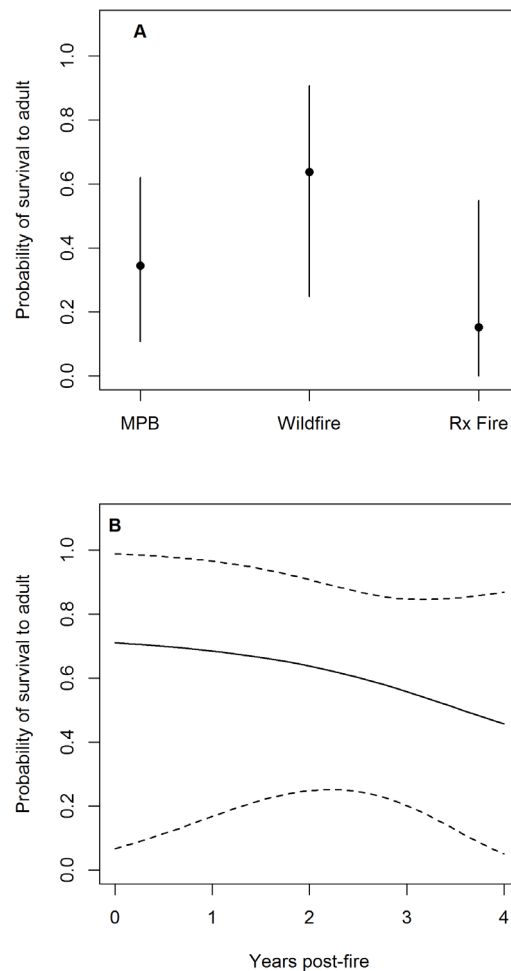 A
Probability of survival to adult
1.0
0.8
0.6
0.4
0.2
0.0
MPB Wildfire Rx Fire
B
Probability of survival to adult
1.0
0.8
0.6
0.4
0.2
0.0
0 1 2 3 4
Years post-fire